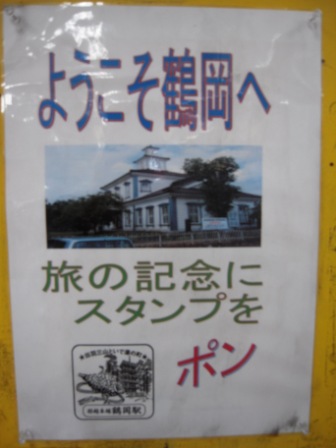 ようこそ鶴岡へ
旅の記念に
スタンプを
ポン
鶴岡駅